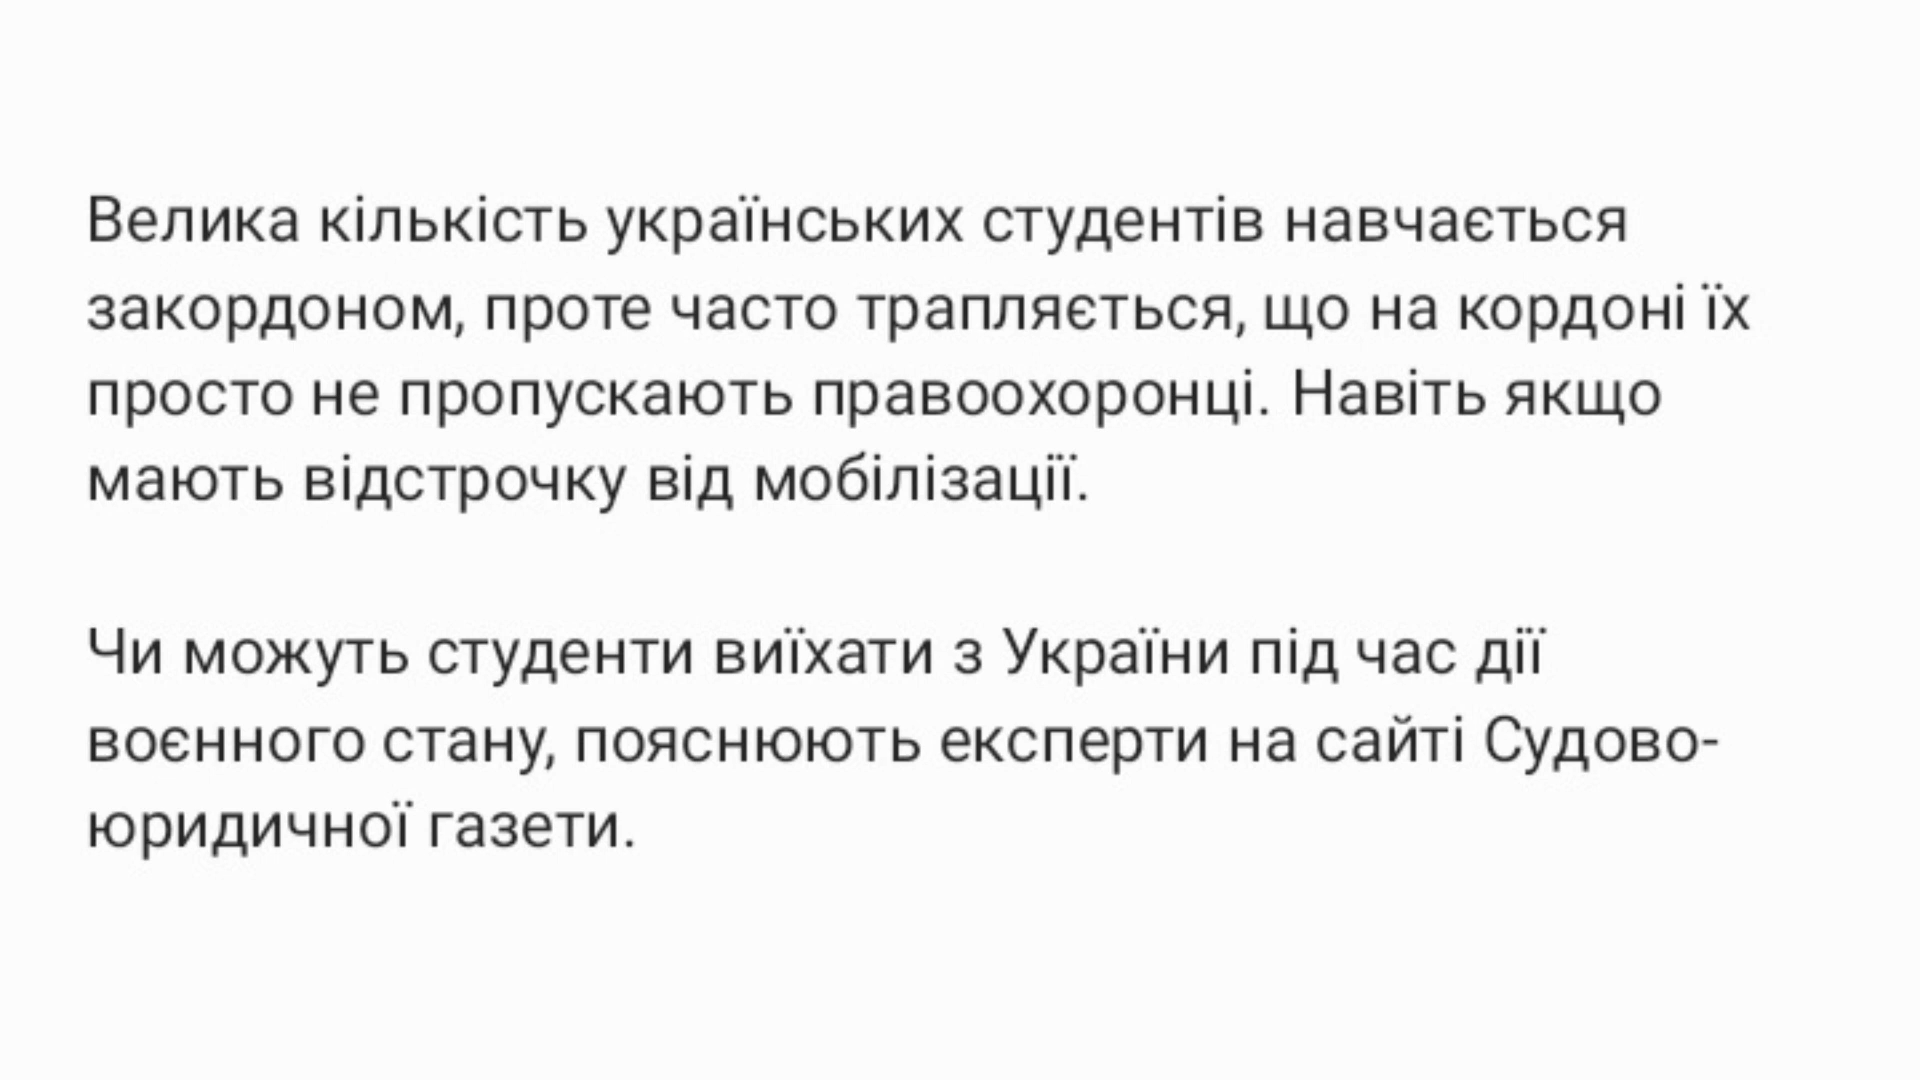 Велика кількість українських студентів навчається
закордоном, проте часто трапляється, що на кордоні їх
просто не пропускають правоохоронці. Навіть якщо
мають відстрочку від мобілізації.
Чи можуть студенти виїхати з України під час дії
воєнного стану, пояснюють експерти на сайті Судово-
юридичної газети.